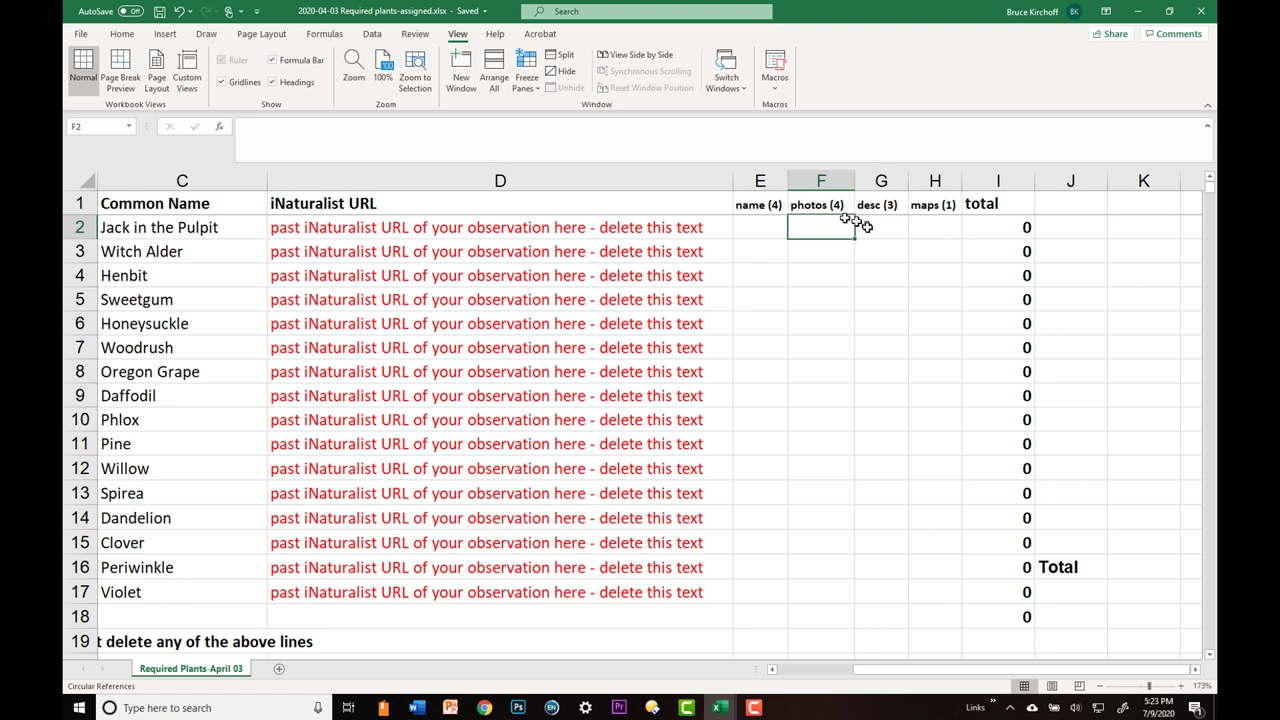 AutoSave Off 2020-04-03 Required plants-assigned.xlsx - Saved Search Bruce Kirchoff BK
File Home Insert Draw Page Layout Formulas Data Review View Help Acrobat Share Comments
Normal Page Break Preview Page Layout Custom Views Ruler Formula Bar Gridlines Headings Zoom 100% Zoom to Selection New Window Arrange All Freeze Panes Split Hide Unhide View Side by Side Synchronous Scrolling Reset Window Position Switch Windows Macros
Workbook Views Show Zoom Window Macros
F2 fx
C D E F G H I J K
1 Common Name iNaturalist URL name (4) photos (4) desc (3) maps (1) total
2 Jack in the Pulpit past iNaturalist URL of your observation here - delete this text 0
3 Witch Alder past iNaturalist URL of your observation here - delete this text 0
4 Henbit past iNaturalist URL of your observation here - delete this text 0
5 Sweetgum past iNaturalist URL of your observation here - delete this text 0
6 Honeysuckle past iNaturalist URL of your observation here - delete this text 0
7 Woodrush past iNaturalist URL of your observation here - delete this text 0
8 Oregon Grape past iNaturalist URL of your observation here - delete this text 0
9 Daffodil past iNaturalist URL of your observation here - delete this text 0
10 Phlox past iNaturalist URL of your observation here - delete this text 0
11 Pine past iNaturalist URL of your observation here - delete this text 0
12 Willow past iNaturalist URL of your observation here - delete this text 0
13 Spirea past iNaturalist URL of your observation here - delete this text 0
14 Dandelion past iNaturalist URL of your observation here - delete this text 0
15 Clover past iNaturalist URL of your observation here - delete this text 0
16 Periwinkle past iNaturalist URL of your observation here - delete this text 0 Total
17 Violet past iNaturalist URL of your observation here - delete this text 0
18 0
19 t delete any of the above lines
Required Plants-April 03
Circular References 173%
Type here to search Links 5:23 PM
7/9/2020